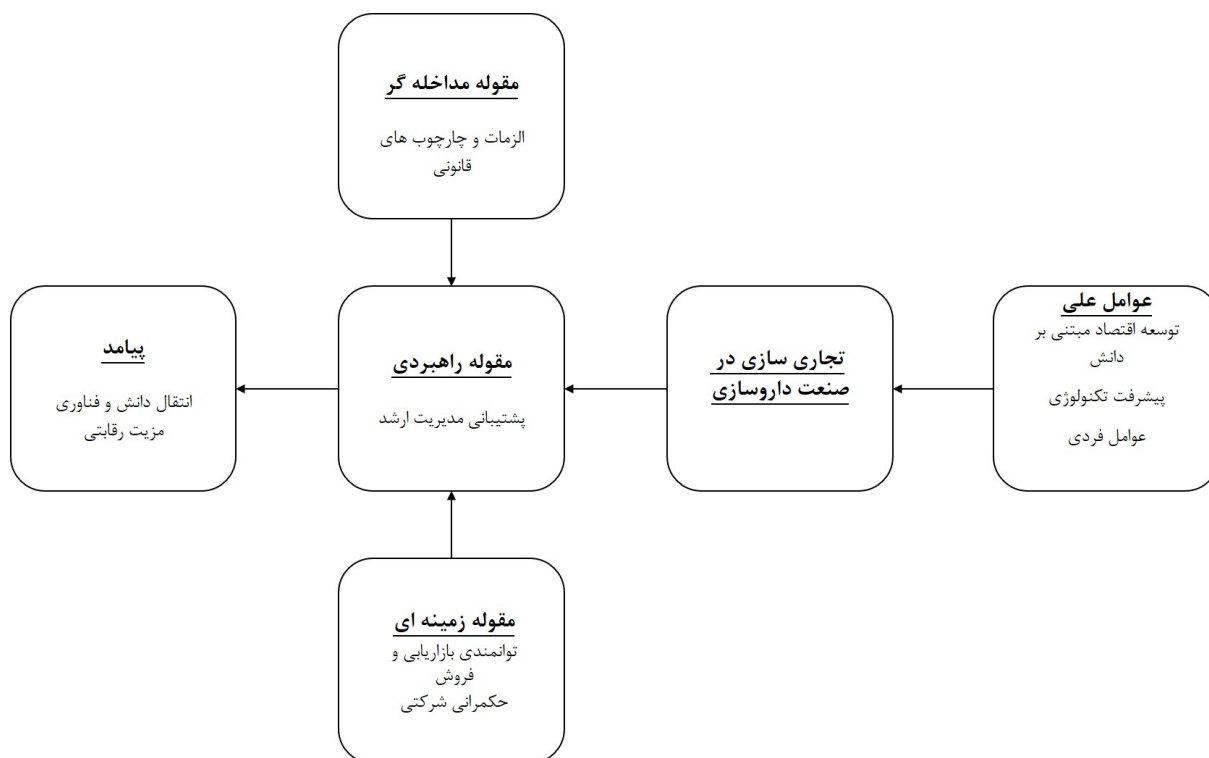 مقوله مداخله گر
الزمات و چارچوب های
قانونی
عوامل علی
توسعه اقتصاد مبتنی بر
دانش
پیشرفت تکنولوژی
عوامل فردی
تجاری سازی در
صنعت داروسازی
مقوله راهبردی
پشتیبانی مدیریت ارشد
پیامد
انتقال دانش و فناوری
مزیت رقابتی
مقوله زمینه ای
توانمندی بازاریابی و
فروش
حکمرانی شرکتی